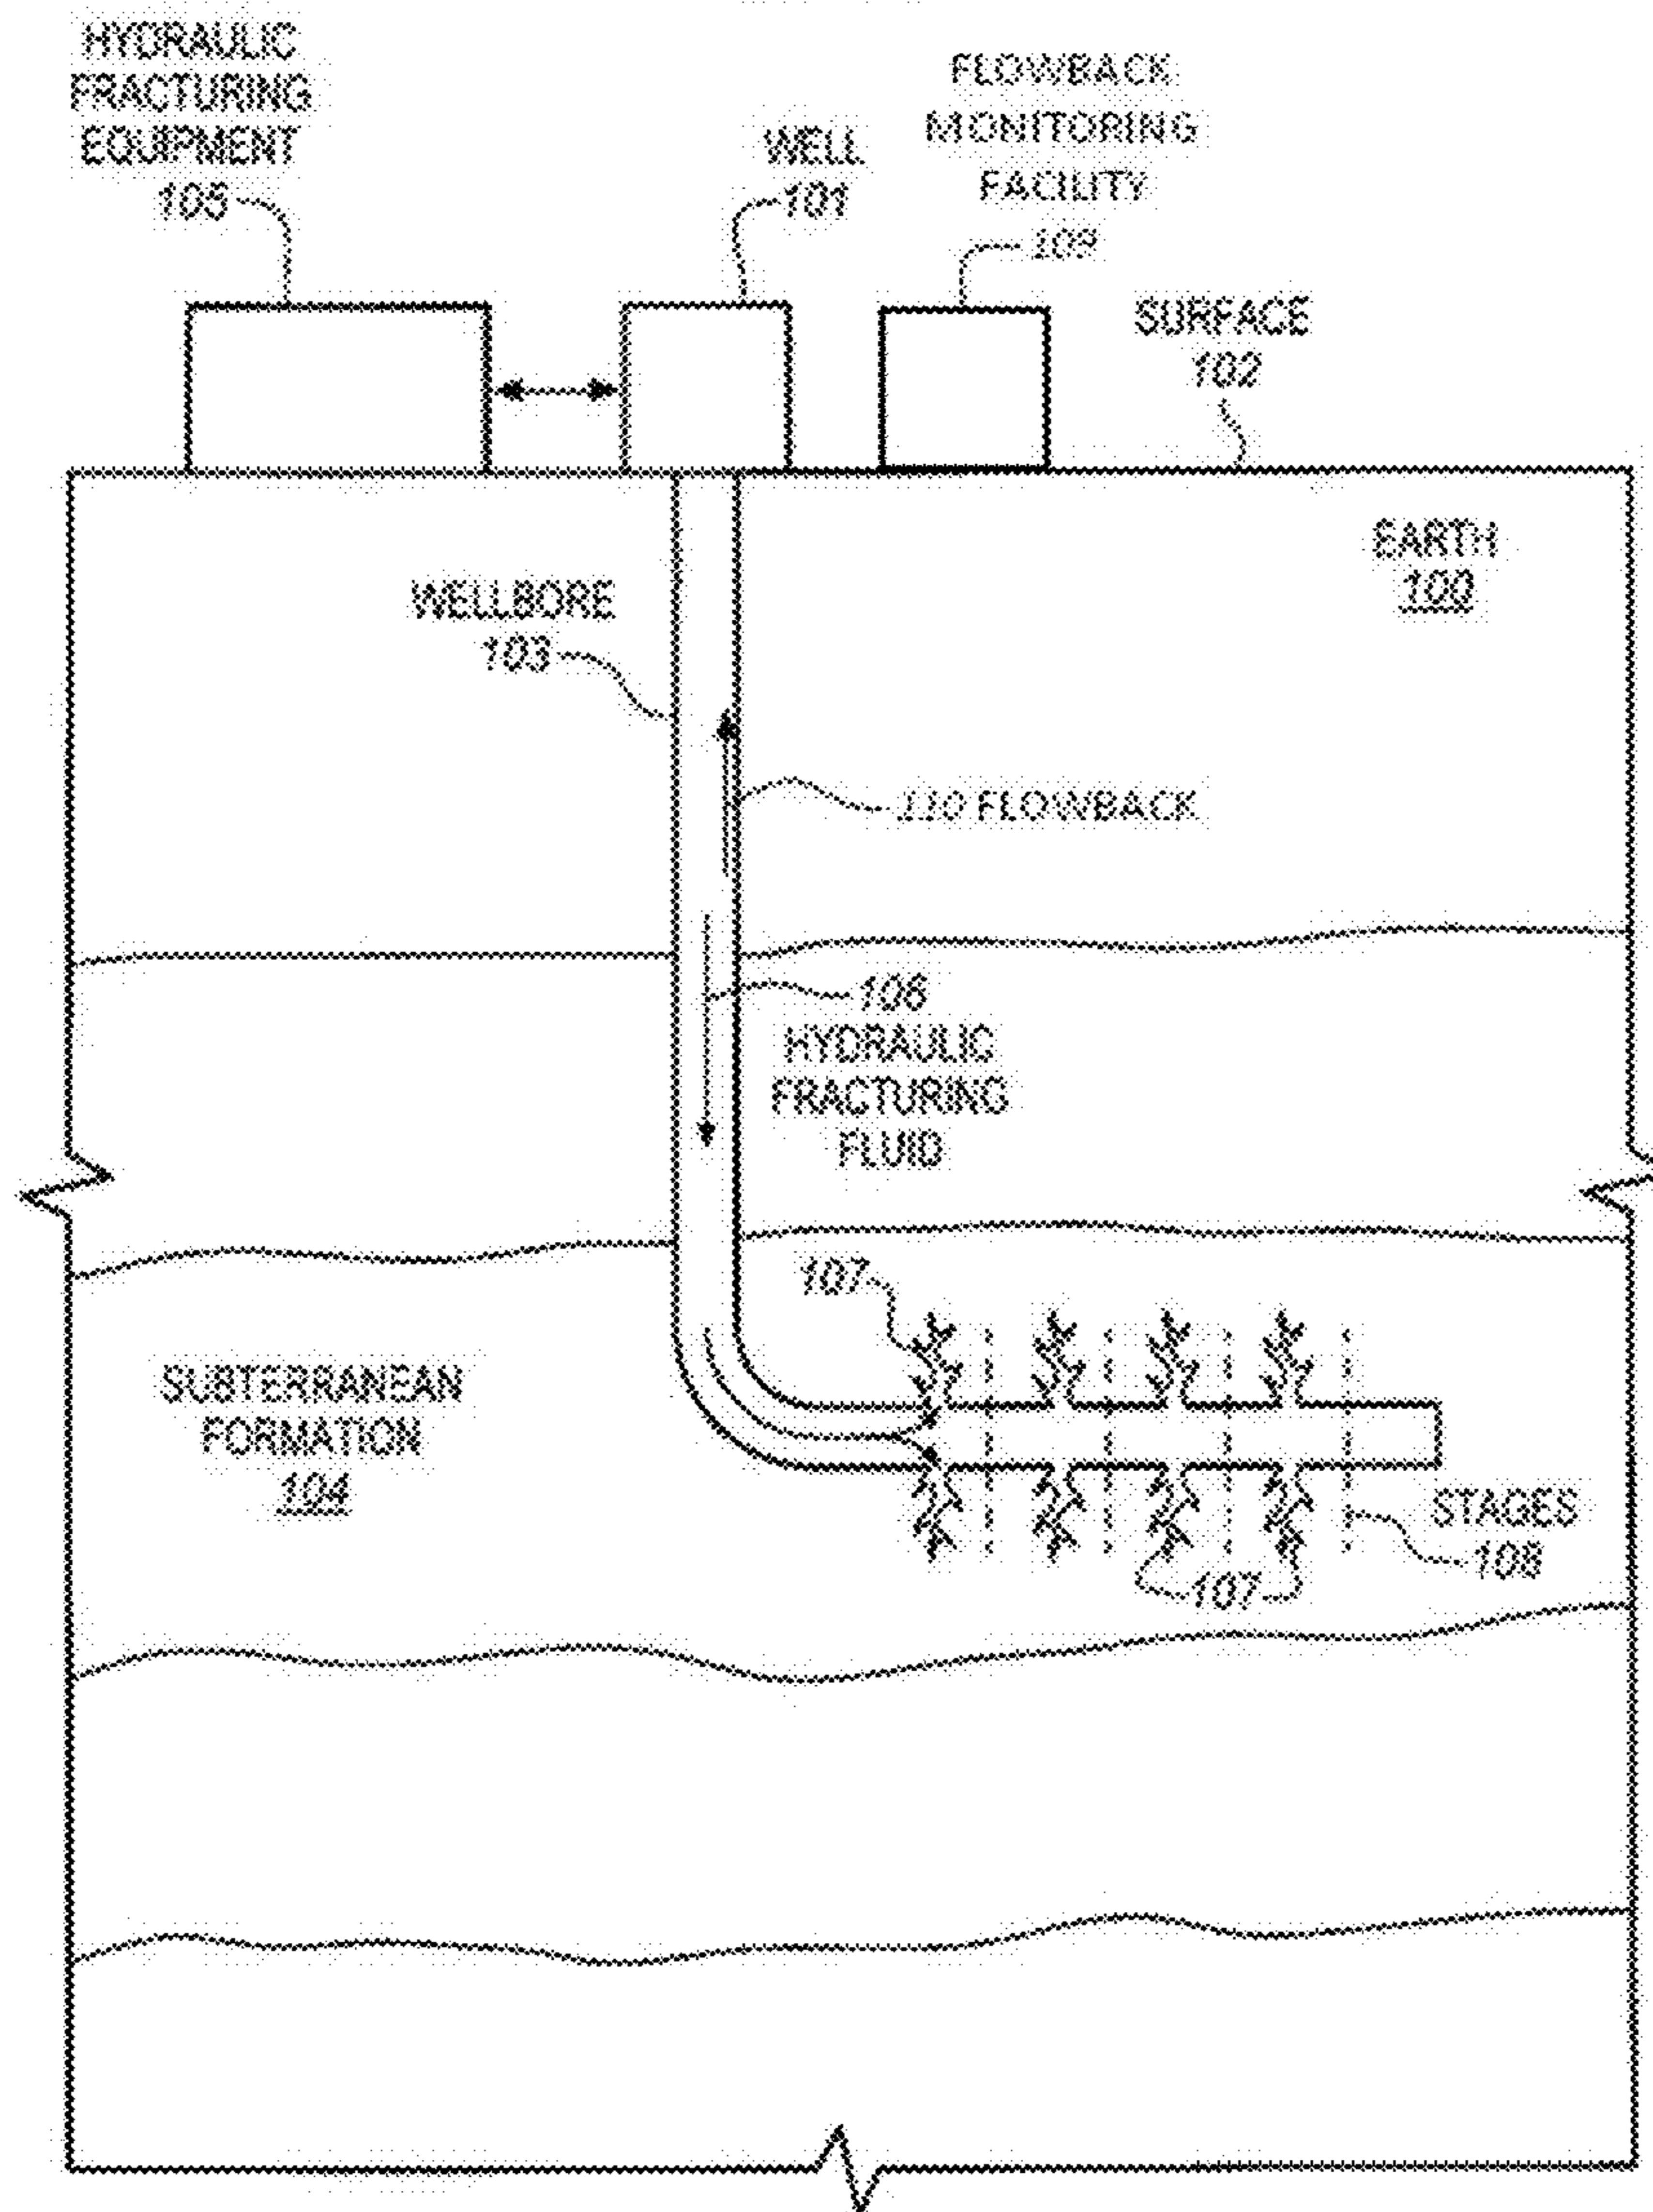 HYDRAULIC
FRACTURING
EQUIPMENT
105
WELL
101
FLOWBACK
MONITORING
FACILITY
109
SURFACE
102
EARTH
100
WELLBORE
103
110 FLOWBACK
106
HYDRAULIC
FRACTURING
FLUID
107
SUBTERRANEAN
FORMATION
104
STAGES
108
107